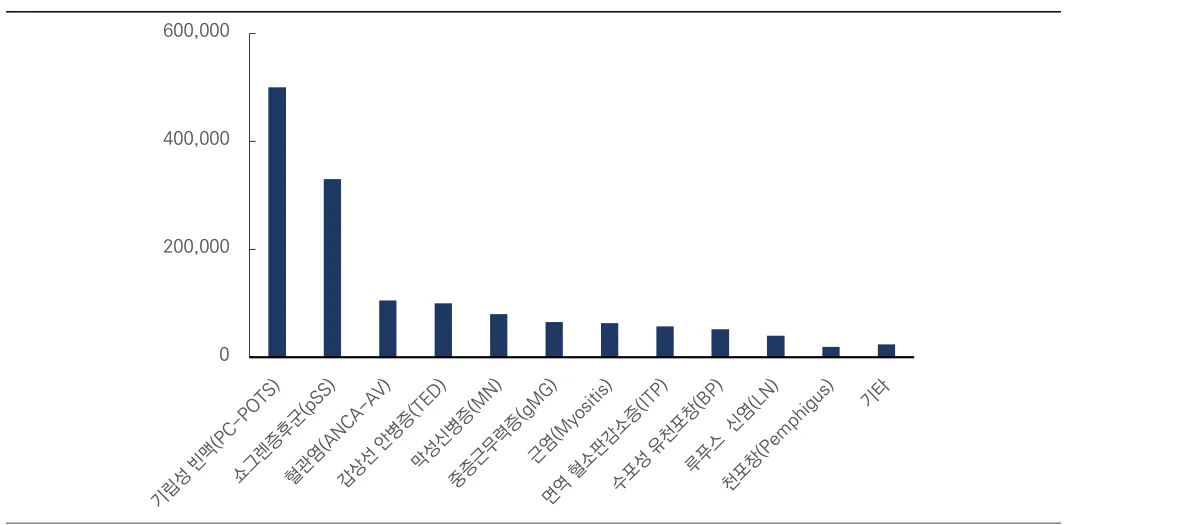 600,000
400,000
200,000
0
기립성 빈맥(PC-POTS)
쇼그렌증후군(pSS)
혈관염(ANCA-AV)
갑상선 안병증(TED)
막성신병증(MN)
중증근무력증(gMG)
근염(Myositis)
면역 혈소판감소증(ITP)
수포성 유천포창(BP)
루푸스 신염(LN)
천포창(Pemphigus)
기타